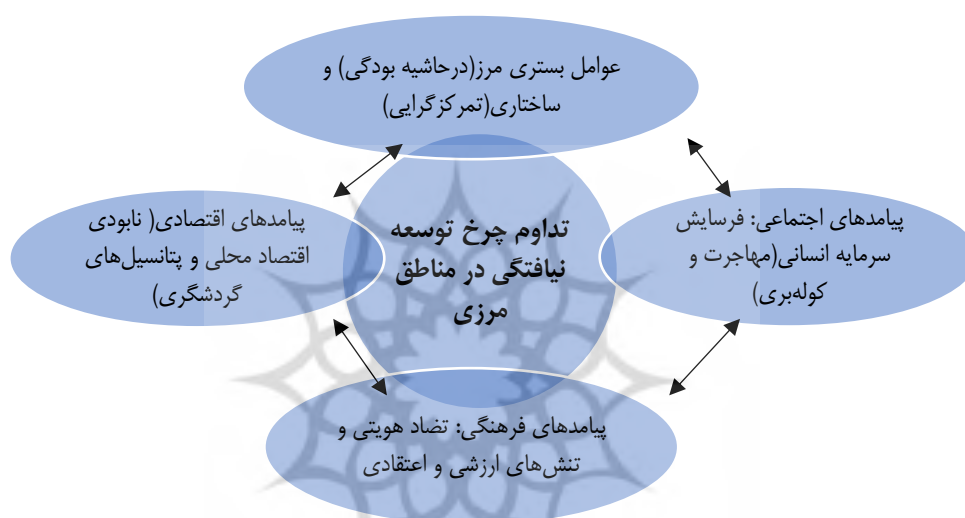 عوامل بستری مرز(درحاشیه بودگی) و
ساختاری(تمرکزگرایی)
پیامدهای اجتماعی: فرسایش
سرمایه انسانی(مهاجرت و
کوله‌بری)
تداوم چرخ توسعه
نیافتگی در مناطق
مرزی
پیامدهای اقتصادی( نابودی
اقتصاد محلی و پتانسیل‌های
گردشگری)
پیامدهای فرهنگی: تضاد هویتی و
تنش‌های ارزشی و اعتقادی